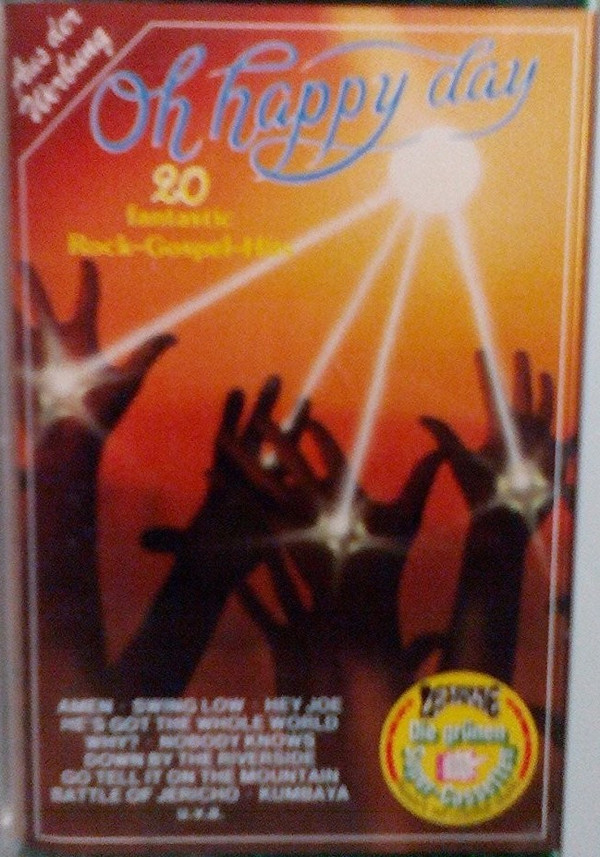 Aus der
Werbung
Oh happy day
20
fantastic
Rock-Gospel-Hits
AMEN · SWING LOW · HEY JOE
HE'S GOT THE WHOLE WORLD
WHY? · NOBODY KNOWS
DOWN BY THE RIVERSIDE
GO TELL IT ON THE MOUNTAIN
BATTLE OF JERICHO · KUMBAYA
u.v.a.
Die grünen
Super-Cassetten